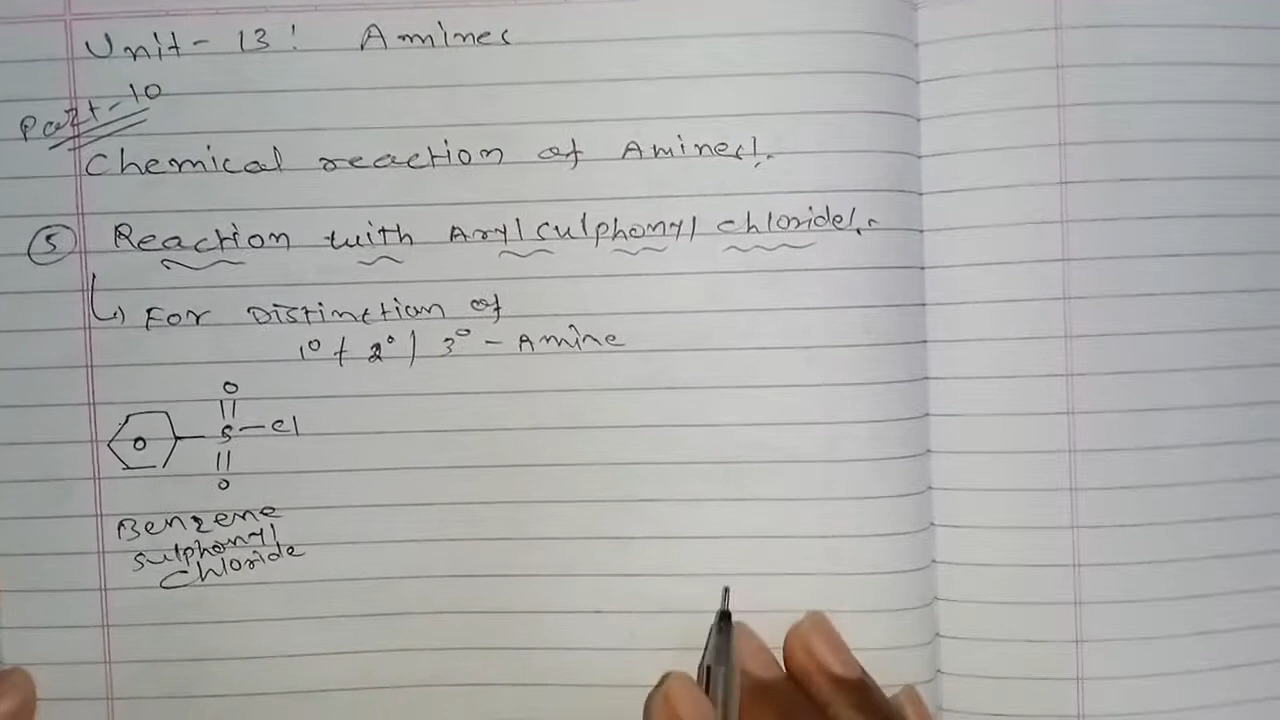 Unit - 13: Amines
Part - 10
Chemical reaction of Amines:.
5 Reaction with Arylsulphonyl chloride:.
For Distinction of
1° / 2° / 3° - Amine
O
S - Cl
O
Benzene
sulphonyl
chloride